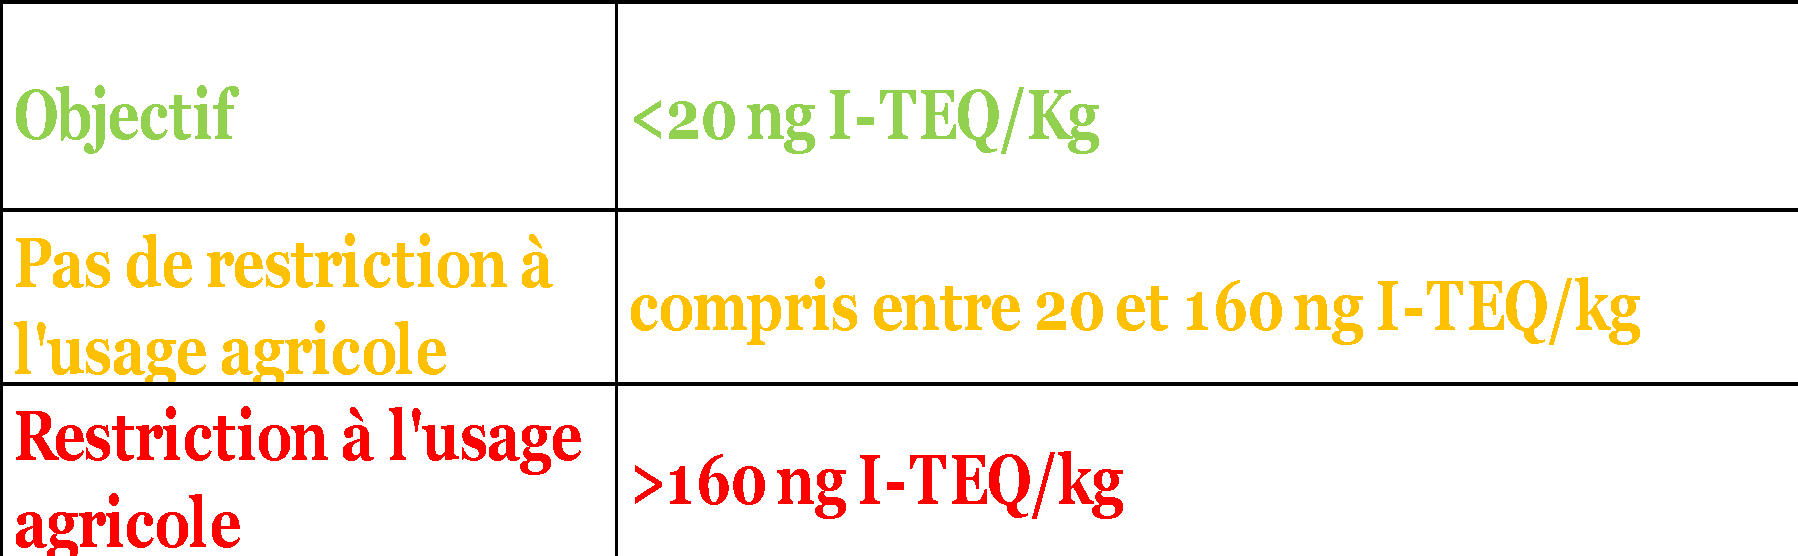 Objectif
<20 ng I-TEQ/Kg
Pas de restriction à
l'usage agricole
compris entre 20 et 160 ng I-TEQ/kg
Restriction à l'usage
agricole
>160 ng I-TEQ/kg